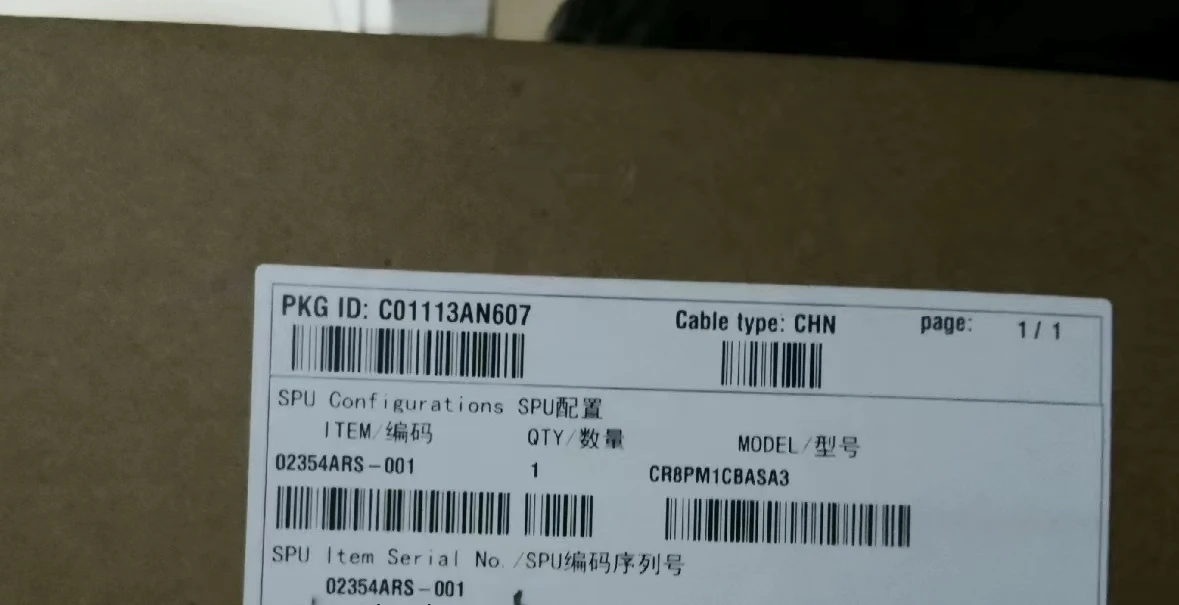 PKG ID: C01113AN607 Cable type: CHN page: 1 / 1
SPU Configurations SPU配置
ITEM/编码 QTY/数量 MODEL/型号
02354ARS-001 1 CR8PM1CBASA3
SPU Item Serial No./SPU编码序列号
02354ARS-001